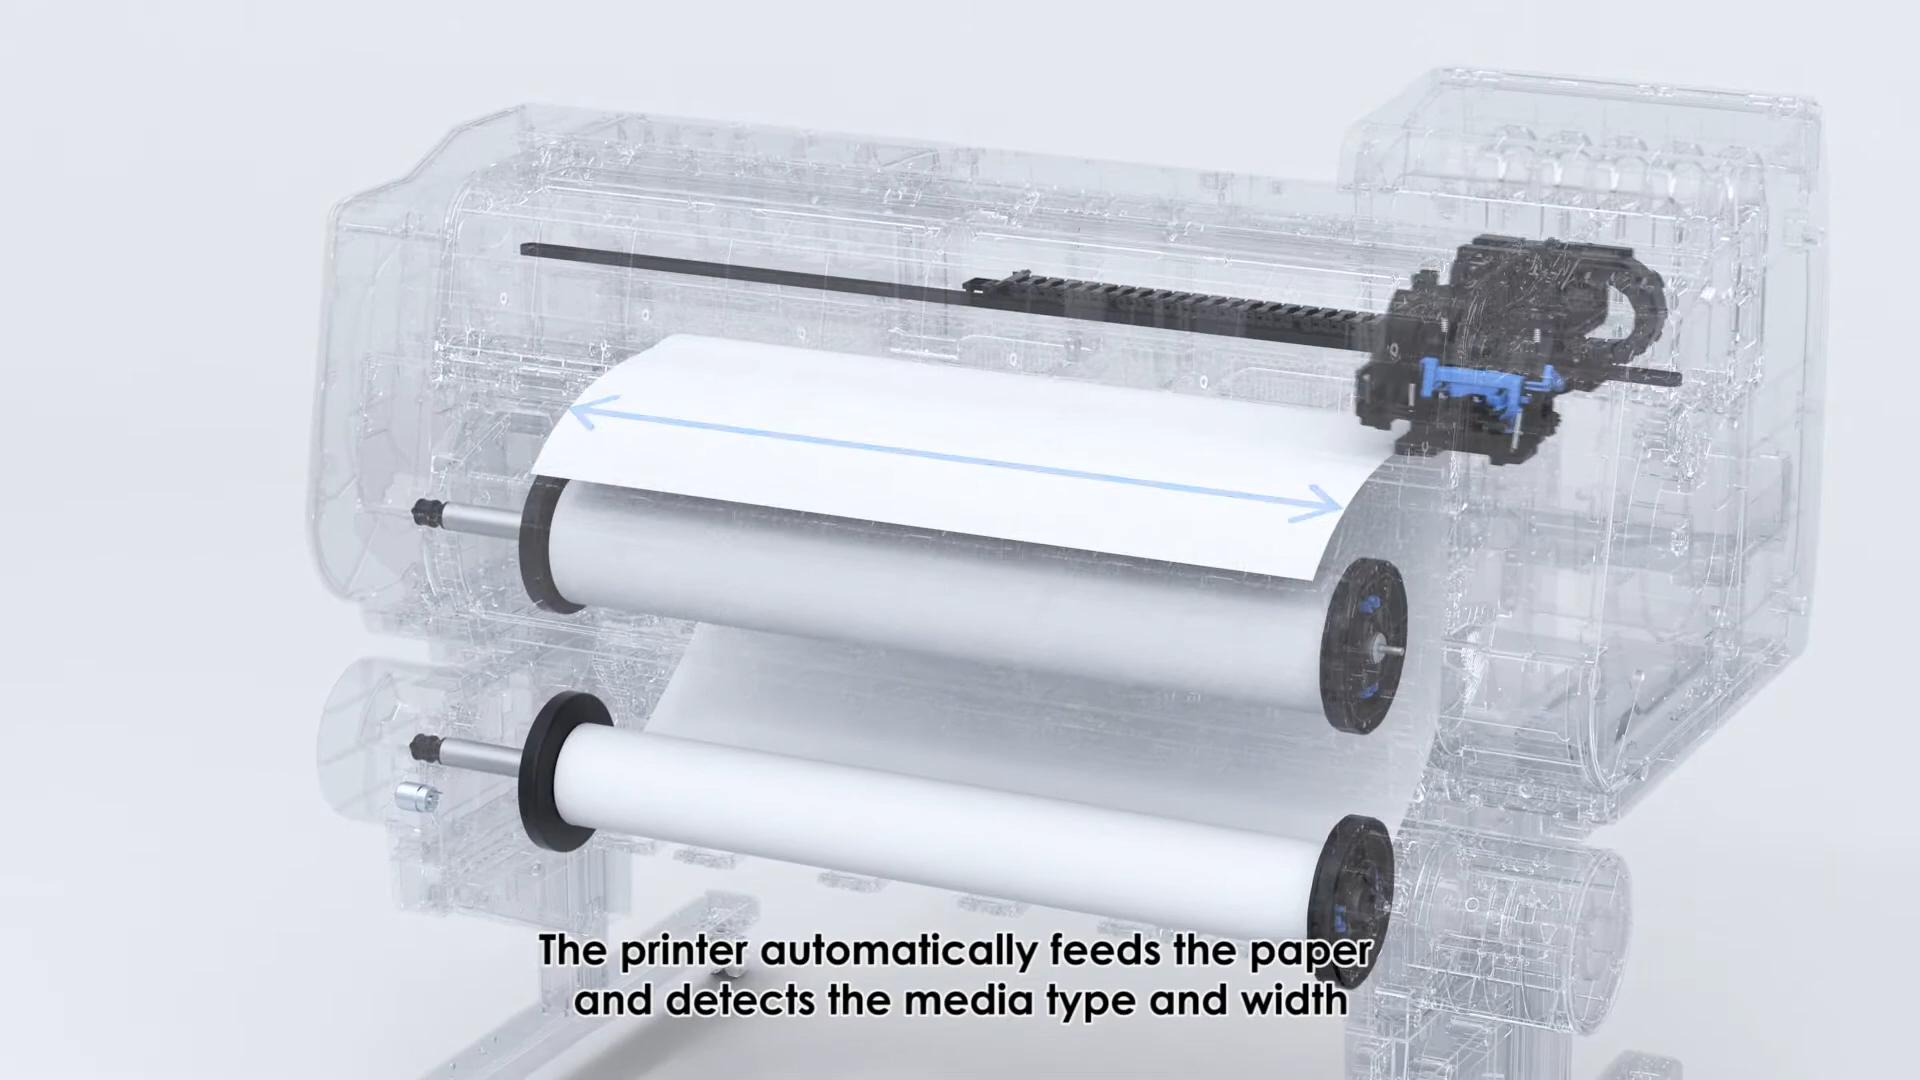 The printer automatically feeds the paper
and detects the media type and width